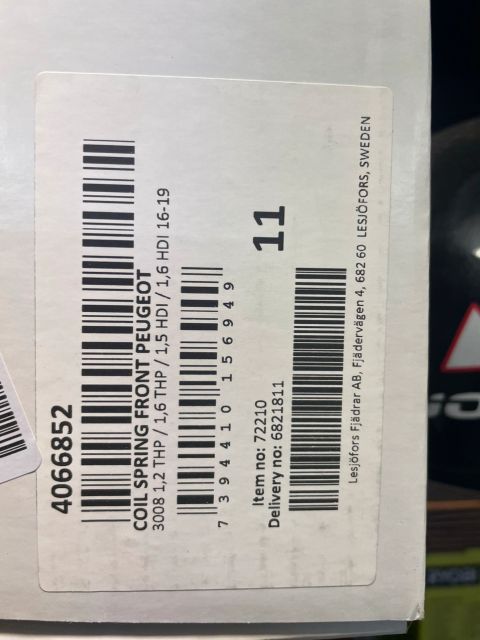 4066852
COIL SPRING FRONT PEUGEOT
3008 1,2 THP / 1,6 THP / 1,5 HDI / 1,6 HDI 16-19
7 394410 156949
Item no: 72210
Delivery no: 6821811
11
Lesjöfors Fjädrar AB, Fjädervägen 4, 682 60 LESJÖFORS, SWEDEN